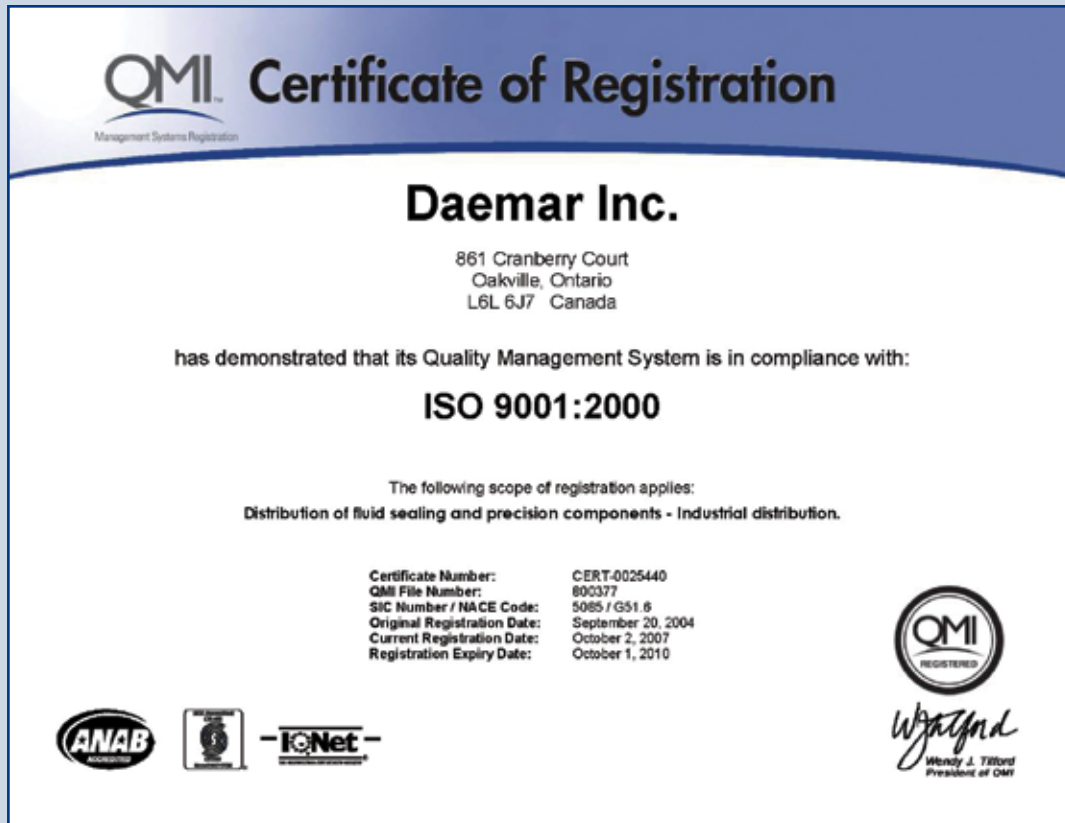 QMI™ Certificate of Registration
Management Systems Registration
Daemar Inc.
861 Cranberry Court
Oakville, Ontario
L6L 6J7 Canada
has demonstrated that its Quality Management System is in compliance with:
ISO 9001:2000
The following scope of registration applies:
Distribution of fluid sealing and precision components - Industrial distribution.
Certificate Number: CERT-0025440
QMI File Number: 800377
SIC Number / NACE Code: 5085 / G51.6
Original Registration Date: September 20, 2004
Current Registration Date: October 2, 2007
Registration Expiry Date: October 1, 2010
QMI
REGISTERED
ANAB
ACCREDITED
IQNet
Wendy J. Tilford
President of QMI